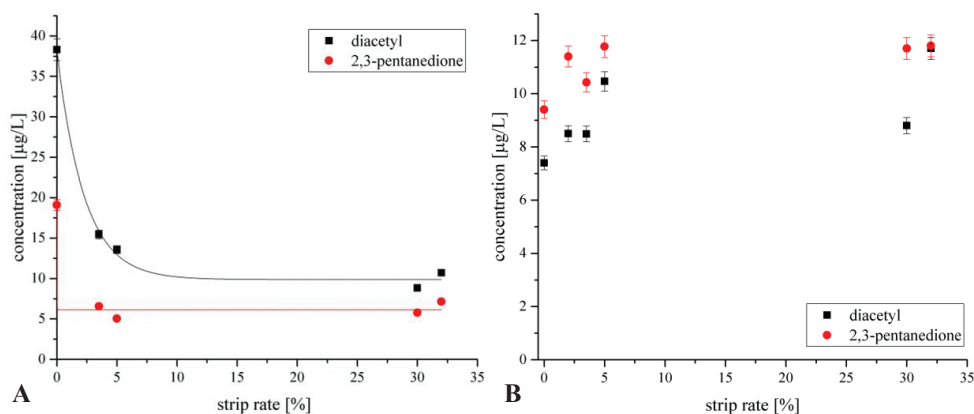 40
35
30
25
20
15
10
5
0
concentration [µg/L]
diacetyl
2,3-pentanedione
0 5 10 15 20 25 30 35
strip rate [%]
A
12
10
8
6
4
2
0
concentration [µg/L]
diacetyl
2,3-pentanedione
0 5 10 15 20 25 30 35
strip rate [%]
B